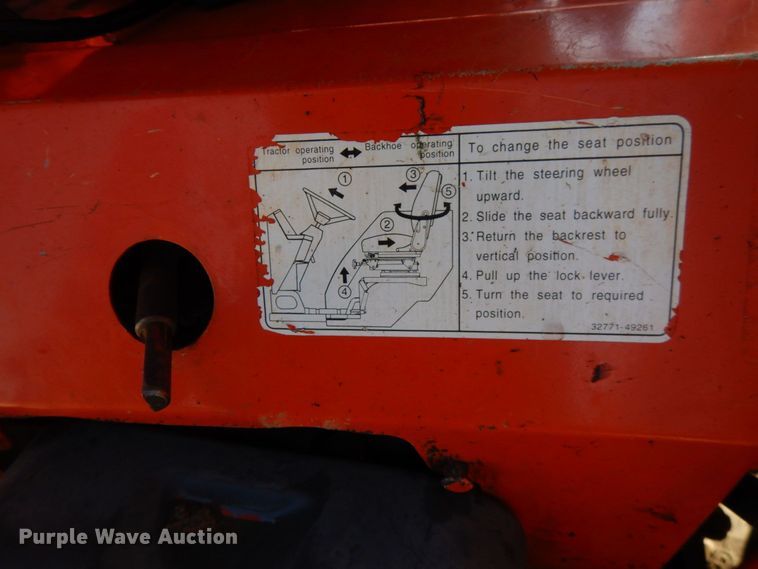 Tractor operating position ↔ Backhoe operating position
To change the seat position
1. Tilt the steering wheel
upward.
2. Slide the seat backward fully.
3. Return the backrest to
vertical position.
4. Pull up the lock lever.
5. Turn the seat to required
position.
32771-49261
①
③
⑤
②
④
Purple Wave Auction